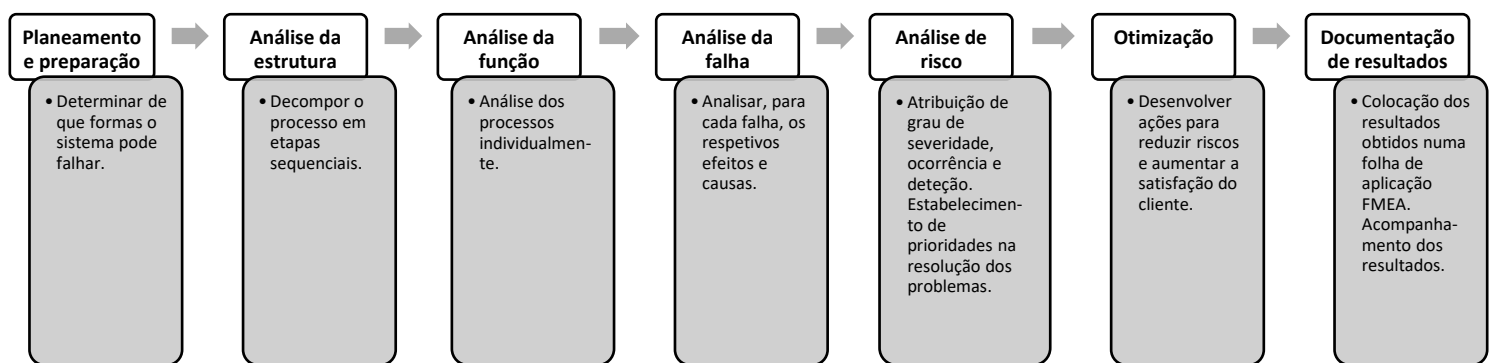 Planeamento
e preparação
• Determinar de
que formas o
sistema pode
falhar.
Análise da
estrutura
• Decompor o
processo em
etapas
sequenciais.
Análise da
função
• Análise dos
processos
individualmen-
te.
Análise da
falha
• Analisar, para
cada falha, os
respetivos
efeitos e
causas.
Análise de
risco
• Atribuição de
grau de
severidade,
ocorrência e
deteção.
Estabelecimen-
to de
prioridades na
resolução dos
problemas.
Otimização
• Desenvolver
ações para
reduzir riscos
e aumentar a
satisfação do
cliente.
Documentação
de resultados
• Colocação dos
resultados
obtidos numa
folha de
aplicação
FMEA.
Acompanha-
mento dos
resultados.